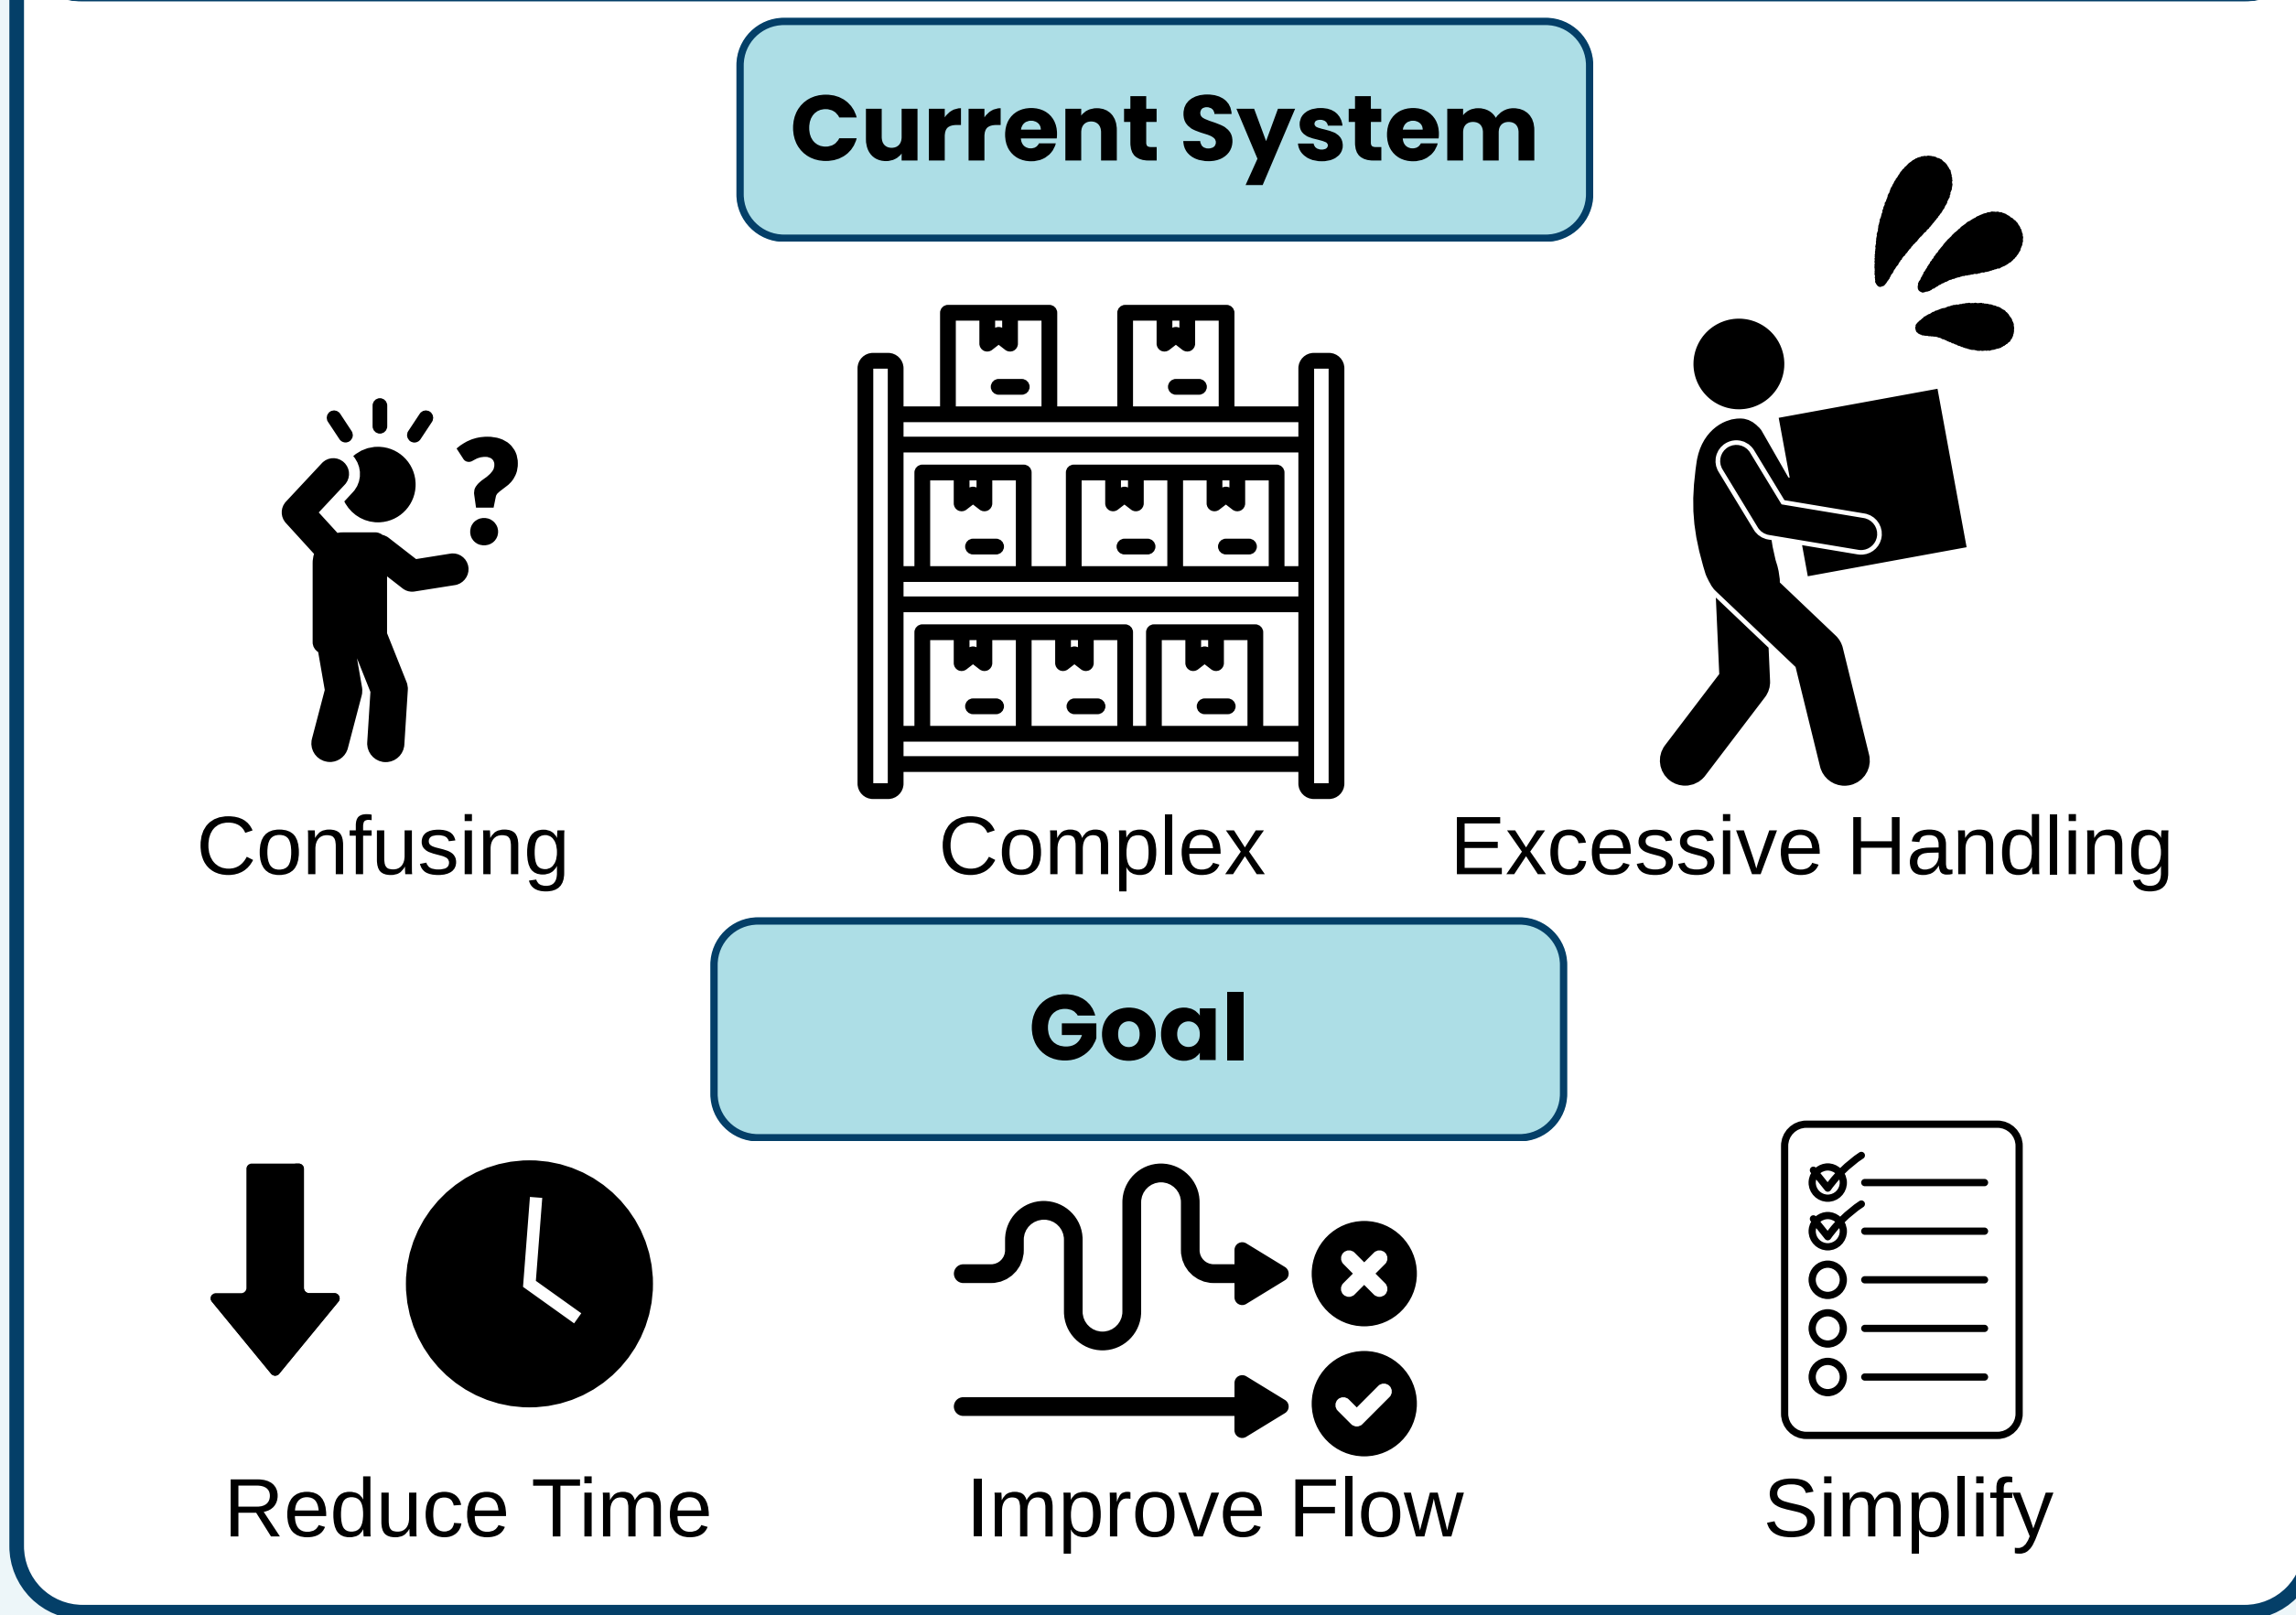 Current System
Confusing
Complex
Excessive Handling
Goal
Reduce Time
Improve Flow
Simplify